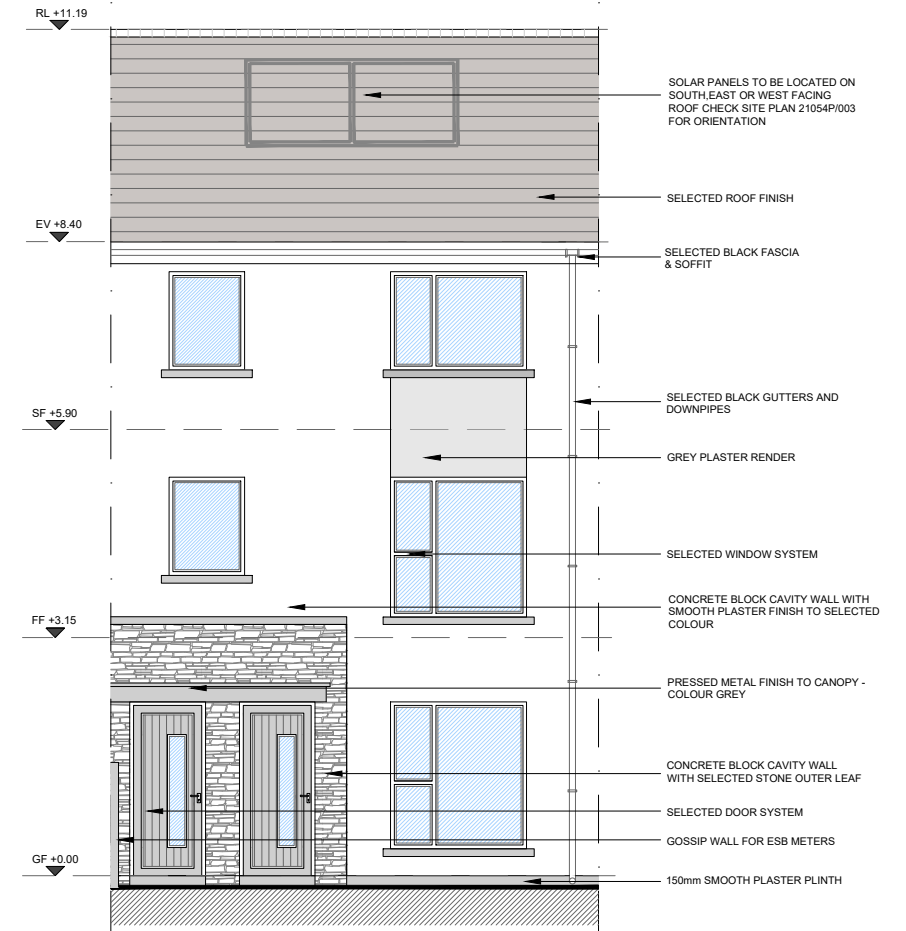 RL +11.19
SOLAR PANELS TO BE LOCATED ON
SOUTH,EAST OR WEST FACING
ROOF CHECK SITE PLAN 21054P/003
FOR ORIENTATION
SELECTED ROOF FINISH
EV +8.40
SELECTED BLACK FASCIA
& SOFFIT
SELECTED BLACK GUTTERS AND
DOWNPIPES
SF +5.90
GREY PLASTER RENDER
SELECTED WINDOW SYSTEM
CONCRETE BLOCK CAVITY WALL WITH
SMOOTH PLASTER FINISH TO SELECTED
COLOUR
FF +3.15
PRESSED METAL FINISH TO CANOPY -
COLOUR GREY
CONCRETE BLOCK CAVITY WALL
WITH SELECTED STONE OUTER LEAF
SELECTED DOOR SYSTEM
GOSSIP WALL FOR ESB METERS
GF +0.00
150mm SMOOTH PLASTER PLINTH